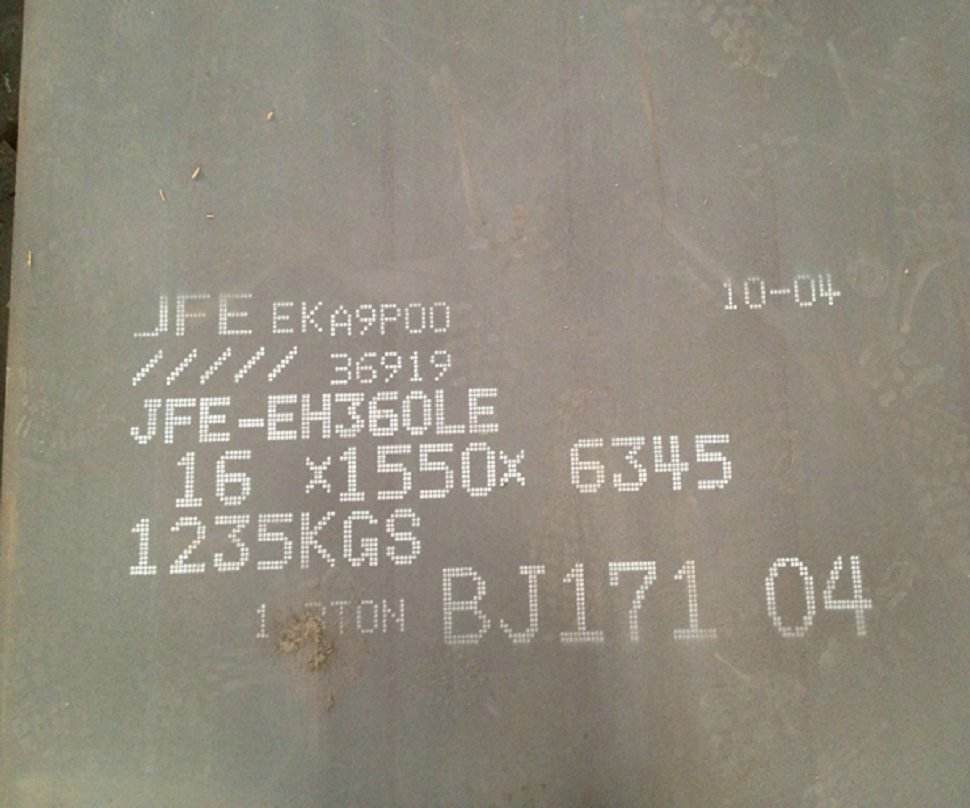 JFE EKA9P00 10-04
///// 36919
JFE-EH360LE
16 x1550x 6345
1235KGS
BJ171 04